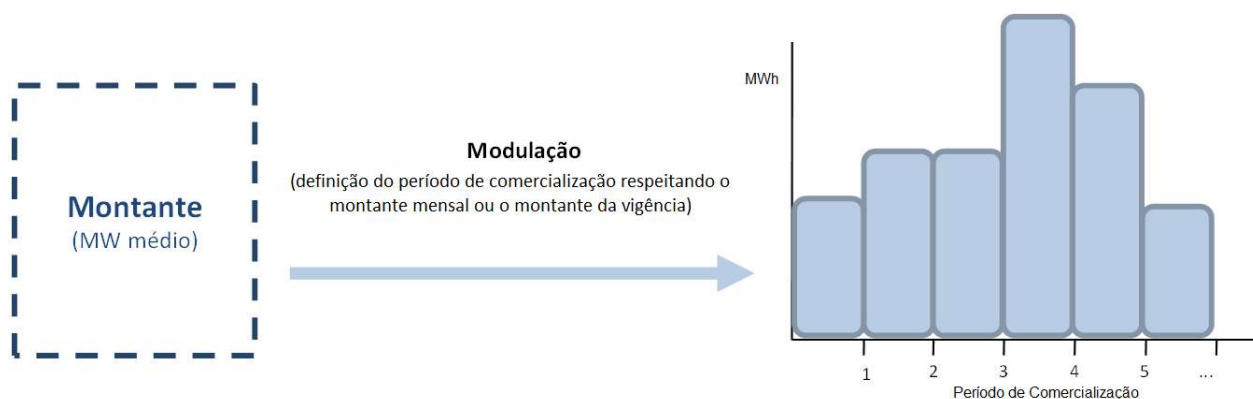 Montante
(MW médio)
Modulação
(definição do período de comercialização respeitando o
montante mensal ou o montante da vigência)
MWh
1 2 3 4 5 ...
Período de Comercialização